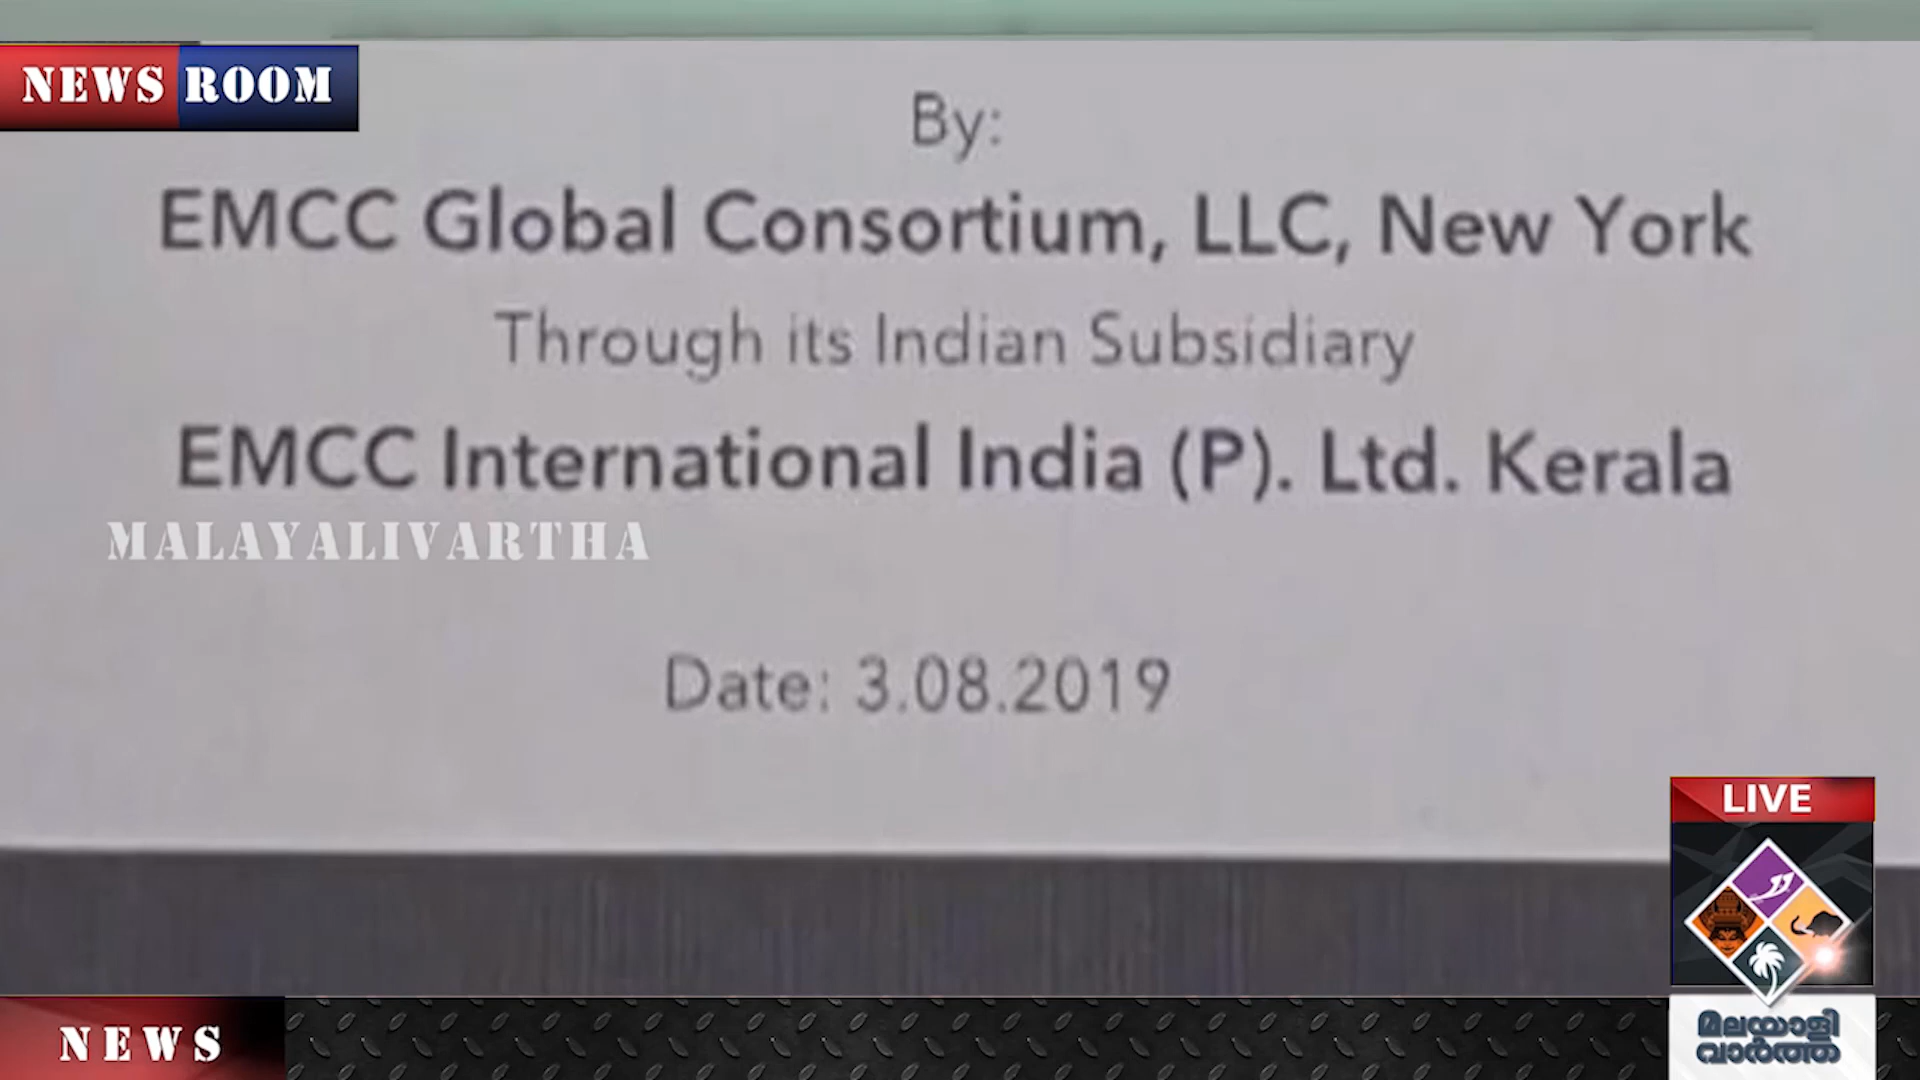 NEWS ROOM
By:
EMCC Global Consortium, LLC, New York
Through its Indian Subsidiary
EMCC International India (P). Ltd. Kerala
MALAYALIVARTHA
Date: 3.08.2019
LIVE
NEWS
മലയാളി
വാർത്ത